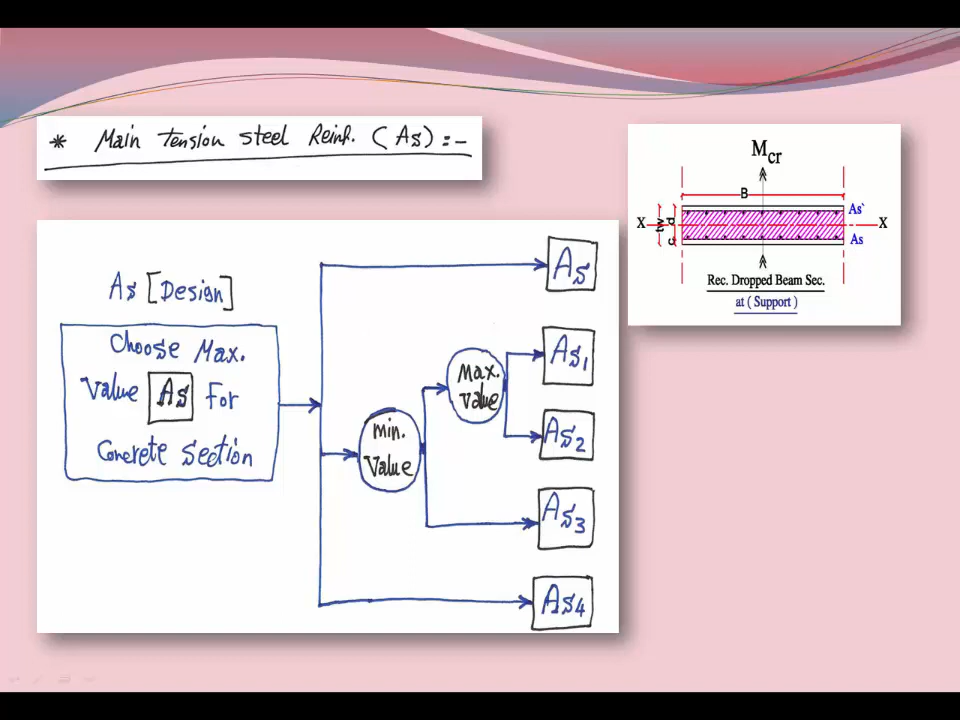 * Main tension steel Reinf. (As) :-
As [Design]
Choose Max.
Value As For
Concrete section
min.
Value
Max.
Value
As
As1
As2
As3
As4
Mcr
B
As`
X
X
tw
d
c
As
Rec. Dropped Beam Sec.
at ( Support )